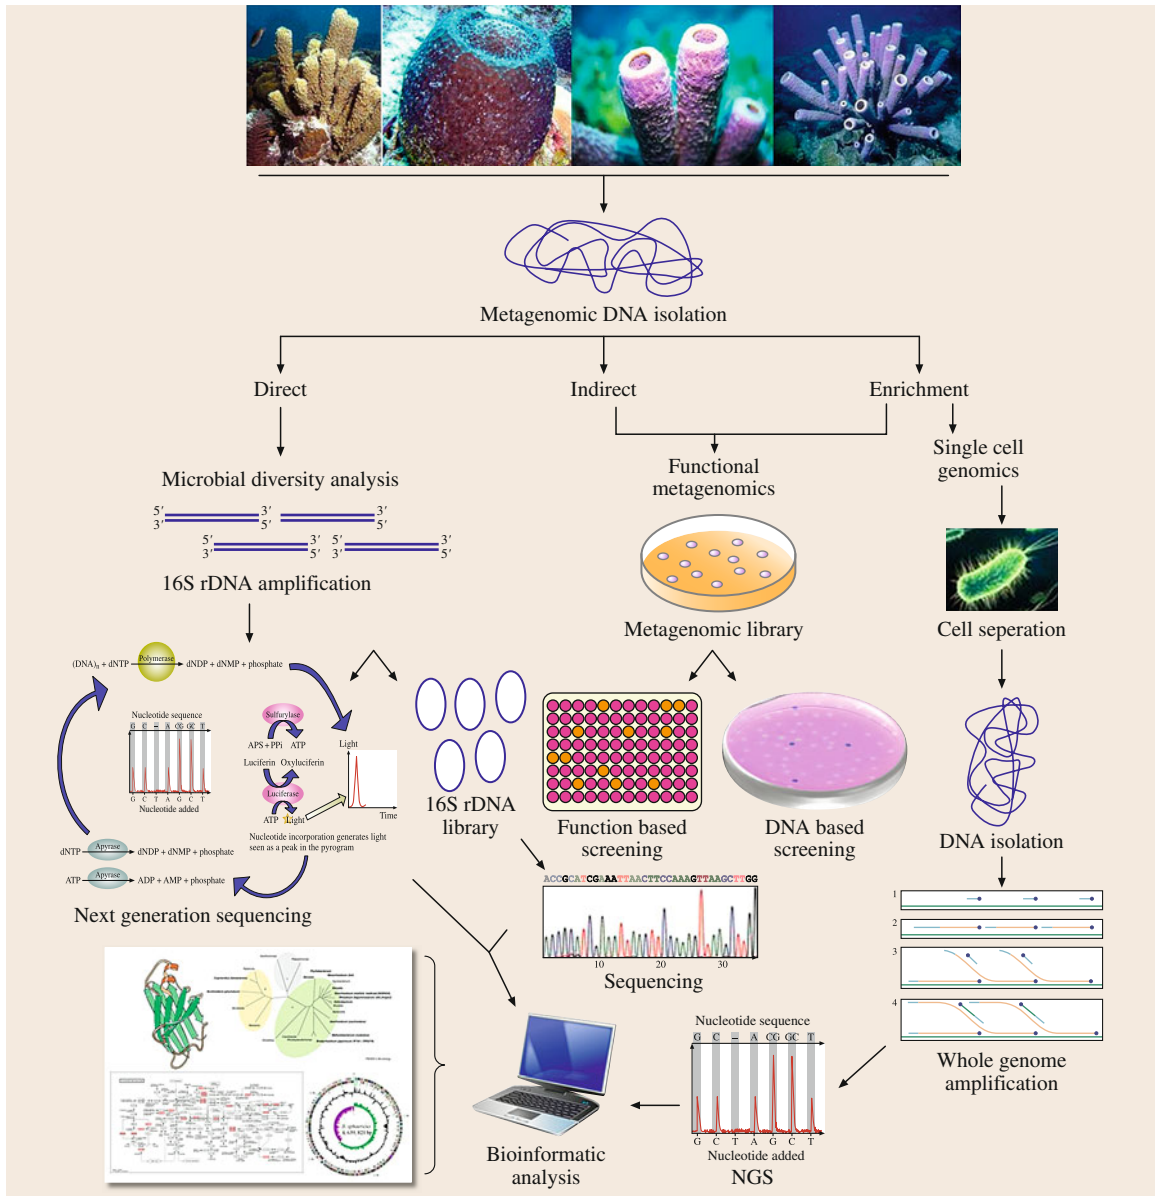 Metagenomic DNA isolation
Direct
Indirect
Enrichment
Microbial diversity analysis
5′ 3′ 5′
3′ 5′ 3′
5′ 3′ 5′
3′ 5′ 3′
16S rDNA amplification
Functional
metagenomics
Metagenomic library
Single cell
genomics
Cell seperation
(DNA)n + dNTP
Polymerase
dNDP + dNMP + phosphate
Nucleotide sequence
G C – A CG GC T
G C T A G C T
Nucleotide added
Sulfurylase
APS + PPi ATP
Luciferin Oxyluciferin
Luciferase
ATP Light
Light
Time
Nucleotide incorporation generates light
seen as a peak in the pyrogram
dNTP
Apyrase
dNDP + dNMP + phosphate
ATP
Apyrase
ADP + AMP + phosphate
Next generation sequencing
16S rDNA
library
Function based
screening
DNA based
screening
DNA isolation
ACCGCATCGAAATTAACTTCCAAAGTTAAGCTTGG
10 20 30
Sequencing
1
2
3
4
Whole genome
amplification
Nucleotide sequence
G C – A CG GC T
G C T A G C T
Nucleotide added
NGS
Bioinformatic
analysis